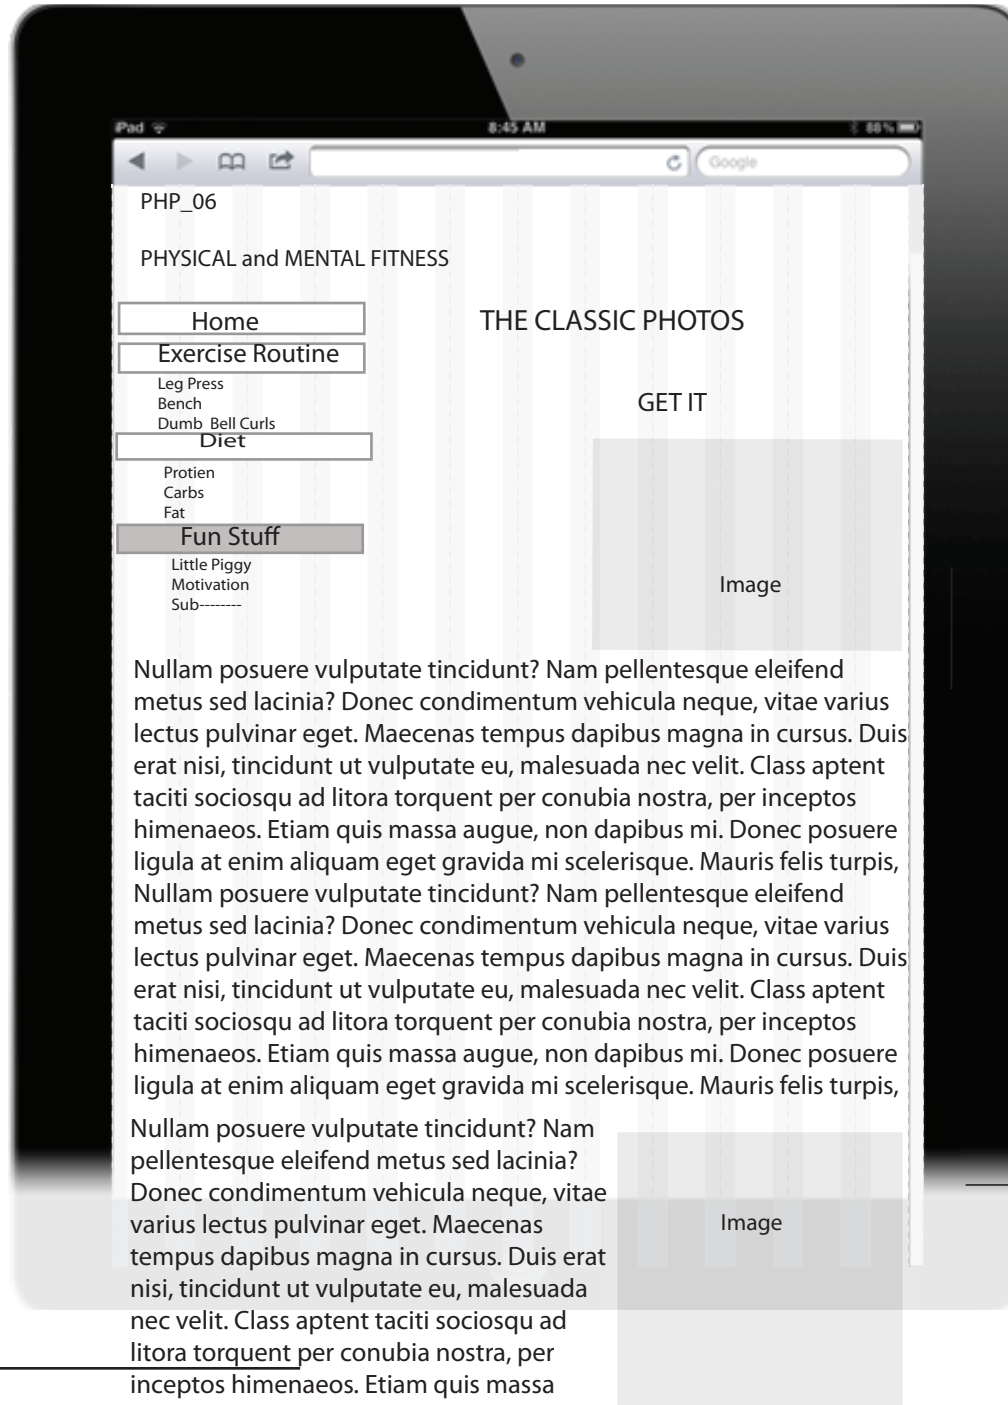 iPad
8:45 AM
88%
Google
PHP_06
PHYSICAL and MENTAL FITNESS
Home
Exercise Routine
Leg Press
Bench
Dumb Bell Curls
Diet
Protien
Carbs
Fat
Fun Stuff
Little Piggy
Motivation
Sub--------
THE CLASSIC PHOTOS
GET IT
Image
Nullam posuere vulputate tincidunt? Nam pellentesque eleifend
metus sed lacinia? Donec condimentum vehicula neque, vitae varius
lectus pulvinar eget. Maecenas tempus dapibus magna in cursus. Duis
erat nisi, tincidunt ut vulputate eu, malesuada nec velit. Class aptent
taciti sociosqu ad litora torquent per conubia nostra, per inceptos
himenaeos. Etiam quis massa augue, non dapibus mi. Donec posuere
ligula at enim aliquam eget gravida mi scelerisque. Mauris felis turpis,
Nullam posuere vulputate tincidunt? Nam pellentesque eleifend
metus sed lacinia? Donec condimentum vehicula neque, vitae varius
lectus pulvinar eget. Maecenas tempus dapibus magna in cursus. Duis
erat nisi, tincidunt ut vulputate eu, malesuada nec velit. Class aptent
taciti sociosqu ad litora torquent per conubia nostra, per inceptos
himenaeos. Etiam quis massa augue, non dapibus mi. Donec posuere
ligula at enim aliquam eget gravida mi scelerisque. Mauris felis turpis,
Nullam posuere vulputate tincidunt? Nam
pellentesque eleifend metus sed lacinia?
Donec condimentum vehicula neque, vitae
varius lectus pulvinar eget. Maecenas
tempus dapibus magna in cursus. Duis erat
nisi, tincidunt ut vulputate eu, malesuada
nec velit. Class aptent taciti sociosqu ad
litora torquent per conubia nostra, per
inceptos himenaeos. Etiam quis massa
Image